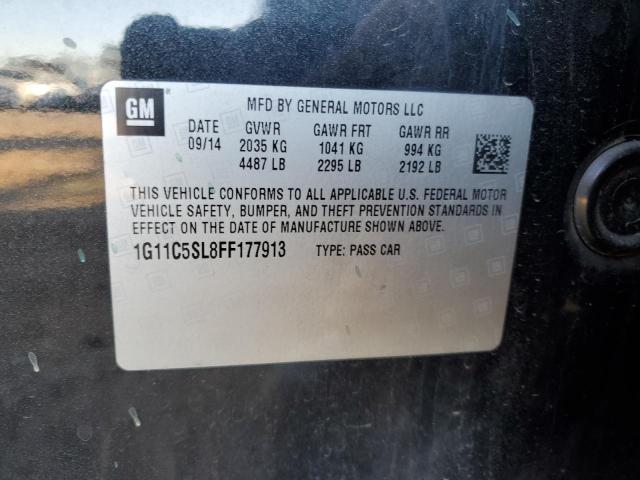 GM
MFD BY GENERAL MOTORS LLC
DATE GVWR GAWR FRT GAWR RR
09/14 2035 KG 1041 KG 994 KG
4487 LB 2295 LB 2192 LB
THIS VEHICLE CONFORMS TO ALL APPLICABLE U.S. FEDERAL MOTOR
VEHICLE SAFETY, BUMPER, AND THEFT PREVENTION STANDARDS IN
EFFECT ON THE DATE OF MANUFACTURE SHOWN ABOVE.
1G11C5SL8FF177913 TYPE: PASS CAR